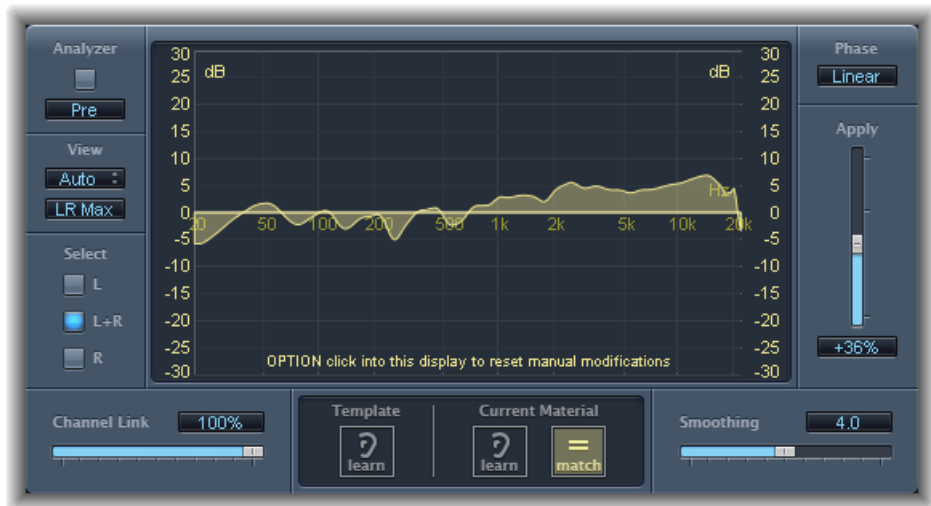 Analyzer
Pre
View
Auto
LR Max
Select
L
L+R
R
30 30
25 dB dB 25
20 20
15 15
10 10
5 5
Hz
0 0
20 50 100 200 500 1k 2k 5k 10k 20k
-5 -5
-10 -10
-15 -15
-20 -20
-25 -25
OPTION click into this display to reset manual modifications
-30 -30
Phase
Linear
Apply
+36%
Channel Link 100%
Template
learn
Current Material
learn
=
match
Smoothing 4.0